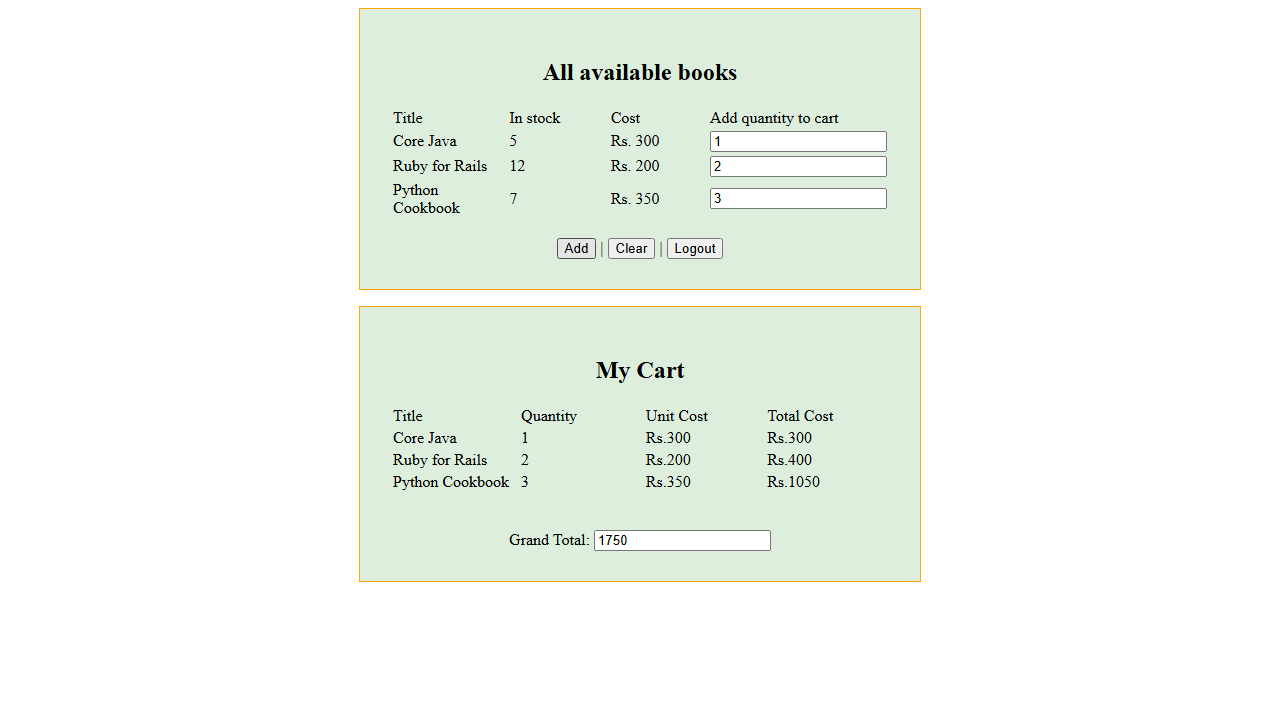 All available books
Title In stock Cost Add quantity to cart
Core Java 5 Rs. 300 1
Ruby for Rails 12 Rs. 200 2
Python Cookbook 7 Rs. 350 3
Add | Clear | Logout
My Cart
Title Quantity Unit Cost Total Cost
Core Java 1 Rs.300 Rs.300
Ruby for Rails 2 Rs.200 Rs.400
Python Cookbook 3 Rs.350 Rs.1050
Grand Total: 1750